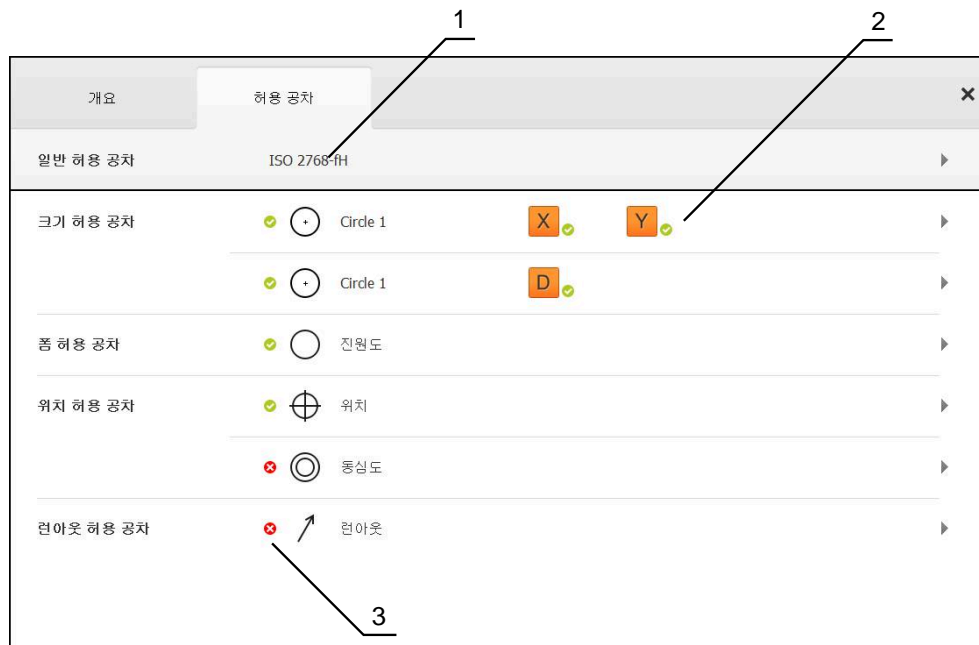 1 2
개요 허용 공차
일반 허용 공차 ISO 2768-fH
크기 허용 공차 Circle 1 X Y
Circle 1 D
폼 허용 공차 진원도
위치 허용 공차 위치
동심도
런아웃 허용 공차 런아웃
3